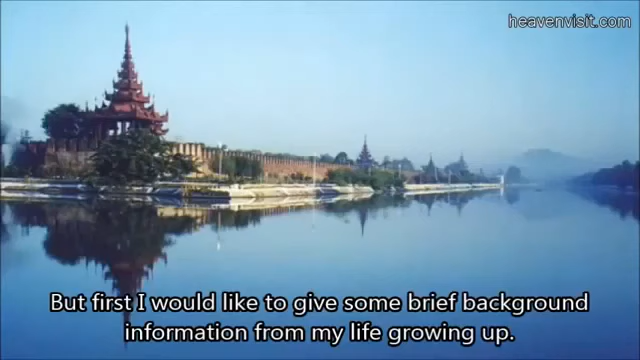 heavenvisit.com
But first I would like to give some brief background
information from my life growing up.